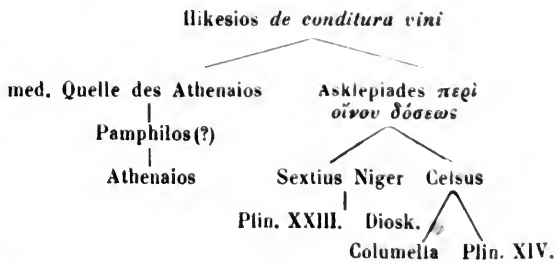 Hikesios de conditura vini
med. Quelle des Athenaios Asklepiades περὶ
οἴνου δόσεως
Pamphilos (?)
Athenaios Sextius Niger Celsus
Plin. XXIII. Diosk.
Columella Plin. XIV.